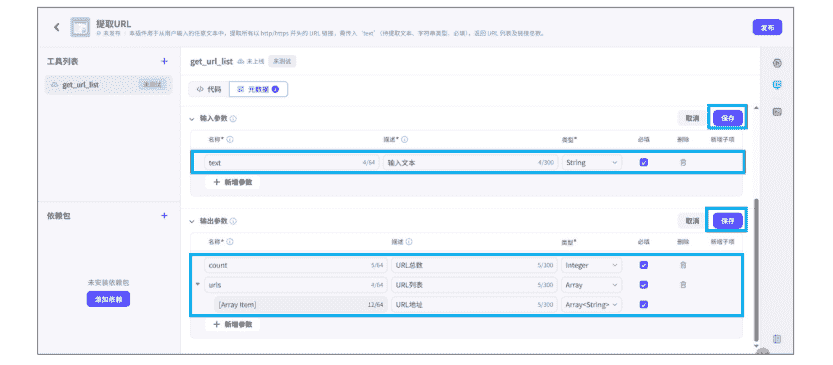 提取URL
未发布 | 本插件用于从用户输入的任意文本中，提取所有以 http/https 开头的 URL 链接，需传入 'text'（待提取文本，字符串类型，必填），返回 URL 列表及链接总数。
发布
工具列表 +
get_url_list 未测试
依赖包 +
未安装依赖包
添加依赖
get_url_list 未上线 未测试
代码 元数据
输入参数 取消 保存
名称* 描述* 类型* 必填 删除 新增子项
text 4/64 输入文本 4/300 String
+ 新增参数
输出参数 取消 保存
名称* 描述 类型* 必填 删除 新增子项
count 5/64 URL总数 5/300 Integer
urls 4/64 URL列表 5/300 Array
[Array Item] 12/64 URL地址 5/300 Array<String>
+ 新增参数